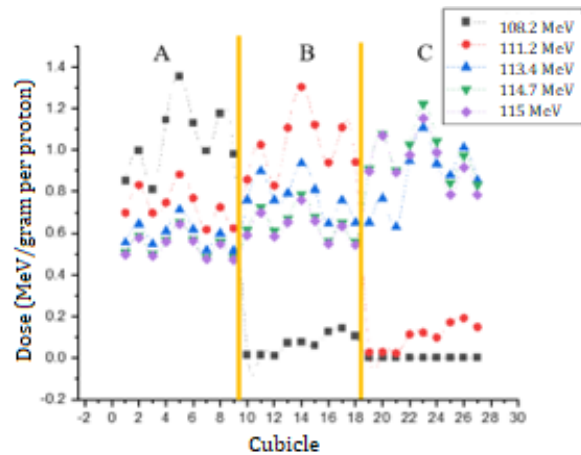 A B C
108.2 MeV
111.2 MeV
113.4 MeV
114.7 MeV
115 MeV
Dose (MeV/gram per proton)
1.4
1.2
1.0
0.8
0.6
0.4
0.2
0.0
-0.2
-2 0 2 4 6 8 10 12 14 16 18 20 22 24 26 28 30
Cubicle